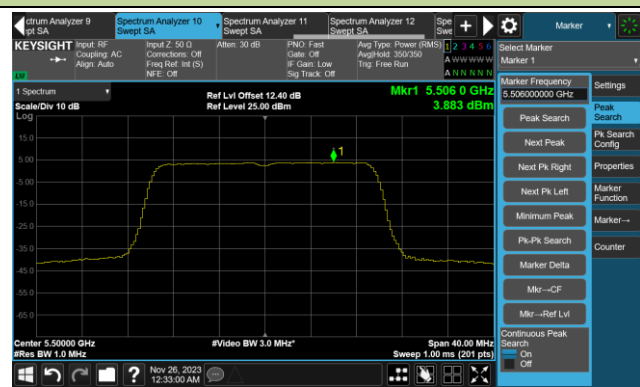 ctrum Analyzer 9
ept SA
Spectrum Analyzer 10
Swept SA
Spectrum Analyzer 11
Swept SA
Spectrum Analyzer 12
Swept SA
Spe
Swe
Marker
KEYSIGHT
Input: RF
Coupling: AC
Align: Auto
Input Z: 50 Ω
Corrections: Off
Freq Ref: Int (S)
NFE: Off
Atten: 30 dB
PNO: Fast
Gate: Off
IF Gain: Low
Sig Track: Off
Avg Type: Power (RMS)
Avg|Hold: 350/350
Trig: Free Run
1 2 3 4 5 6
A W W W W W
A N N N N N
LW
Select Marker
Marker 1
1 Spectrum
Scale/Div 10 dB
Log
Ref Lvl Offset 12.40 dB
Ref Level 25.00 dBm
Mkr1 5.506 0 GHz
3.883 dBm
15.0
5.00
-5.00
-15.0
-25.0
-35.0
-45.0
-55.0
-65.0
1
Center 5.50000 GHz
#Res BW 1.0 MHz
#Video BW 3.0 MHz*
Span 40.00 MHz
Sweep 1.00 ms (201 pts)
Marker Frequency
5.506000000 GHz
Peak Search
Next Peak
Next Pk Right
Next Pk Left
Minimum Peak
Pk-Pk Search
Marker Delta
Mkr→CF
Mkr→Ref Lvl
Continuous Peak
Search
On
Off
Settings
Peak
Search
Pk Search
Config
Properties
Marker
Function
Marker→
Counter
?
Nov 26, 2023
12:33:00 AM